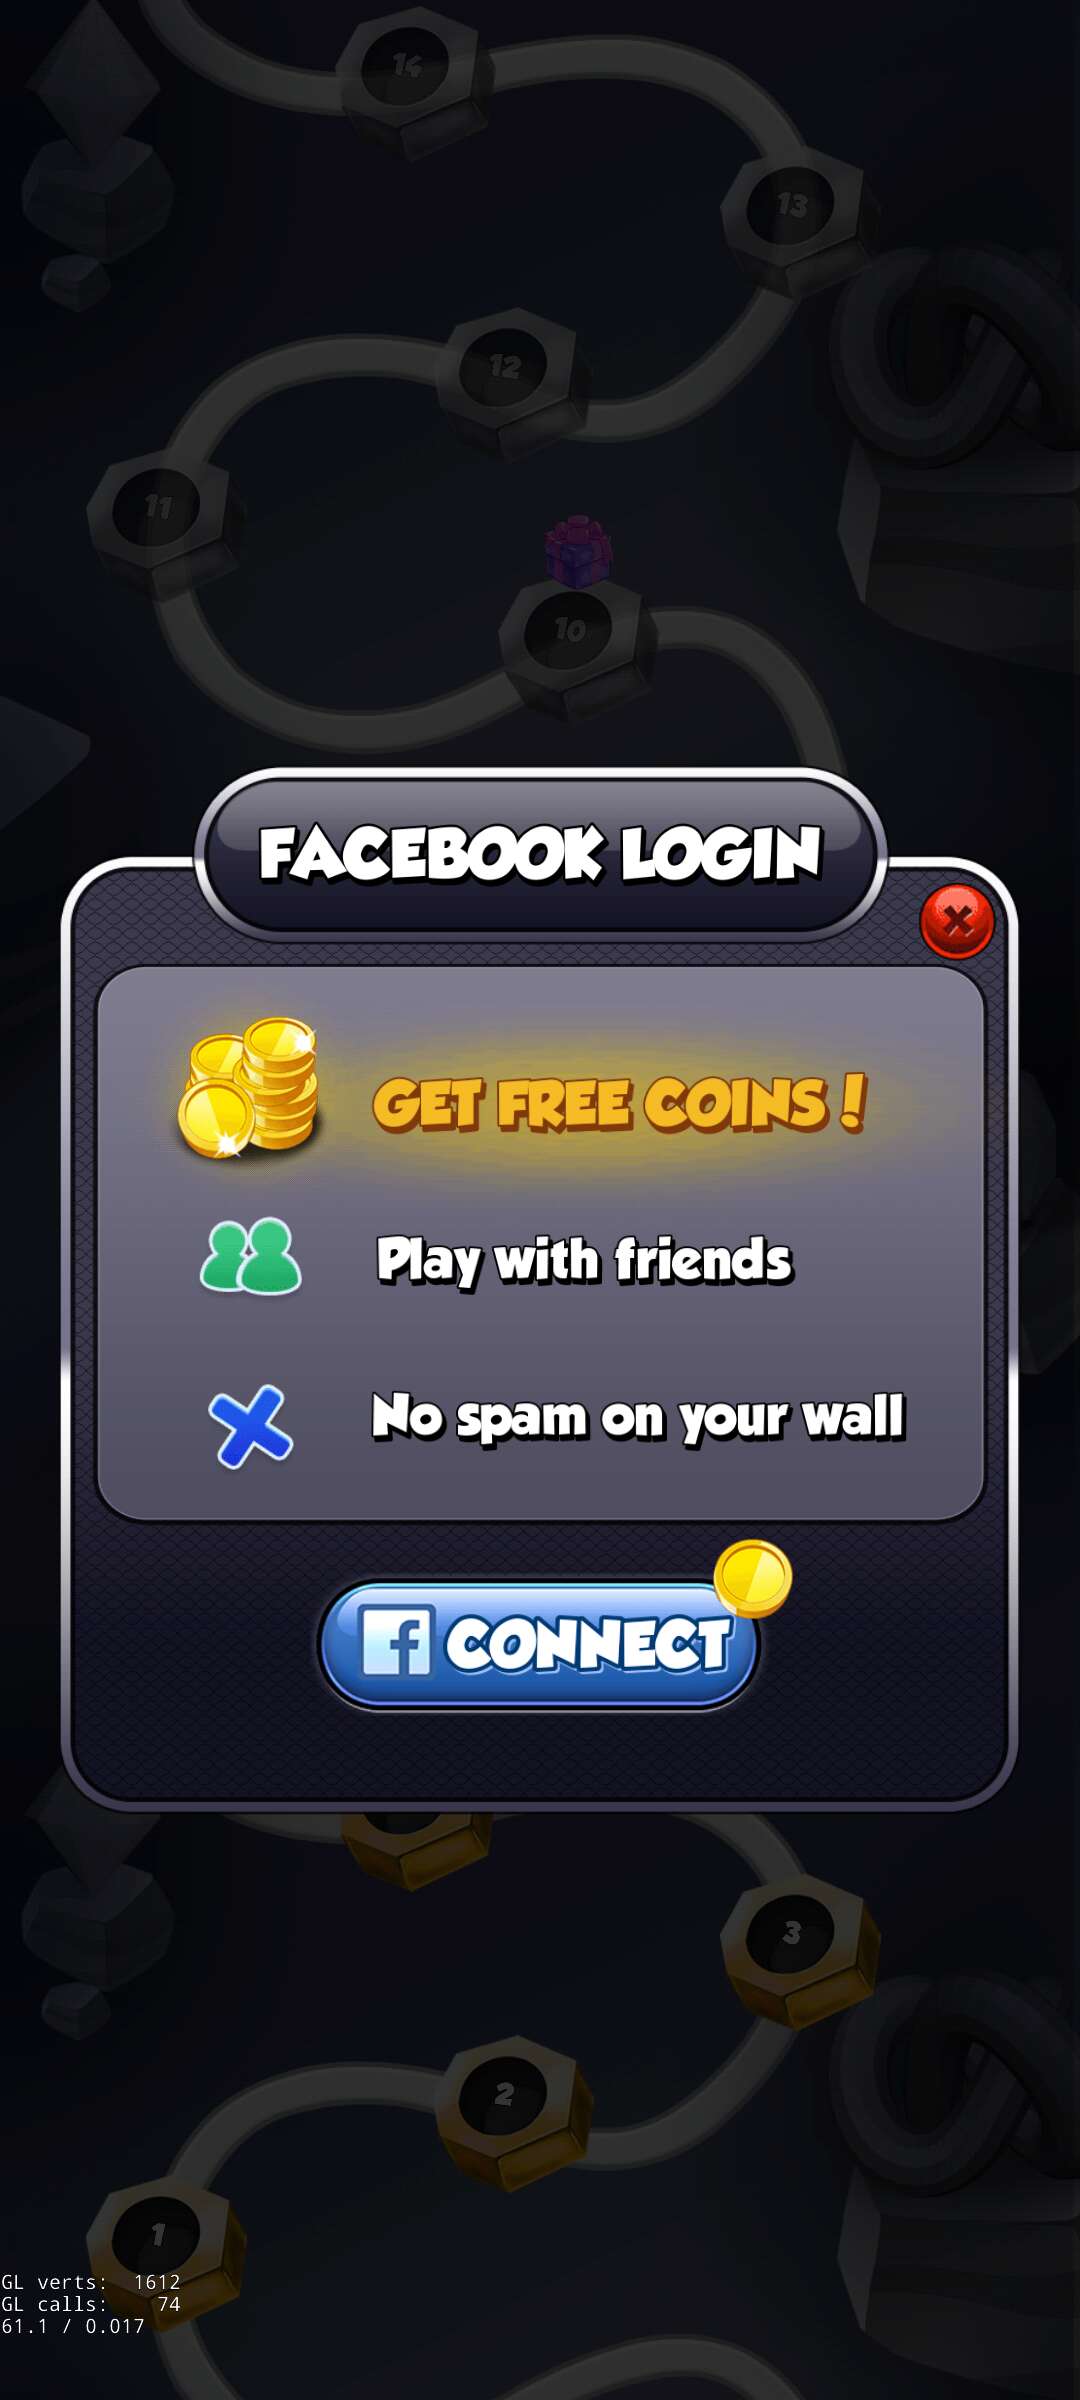 14
13
12
11
10
FACEBOOK LOGIN
GET FREE COINS!
Play with friends
No spam on your wall
f CONNECT
3
2
1
GL verts: 1612
GL calls: 74
61.1 / 0.017